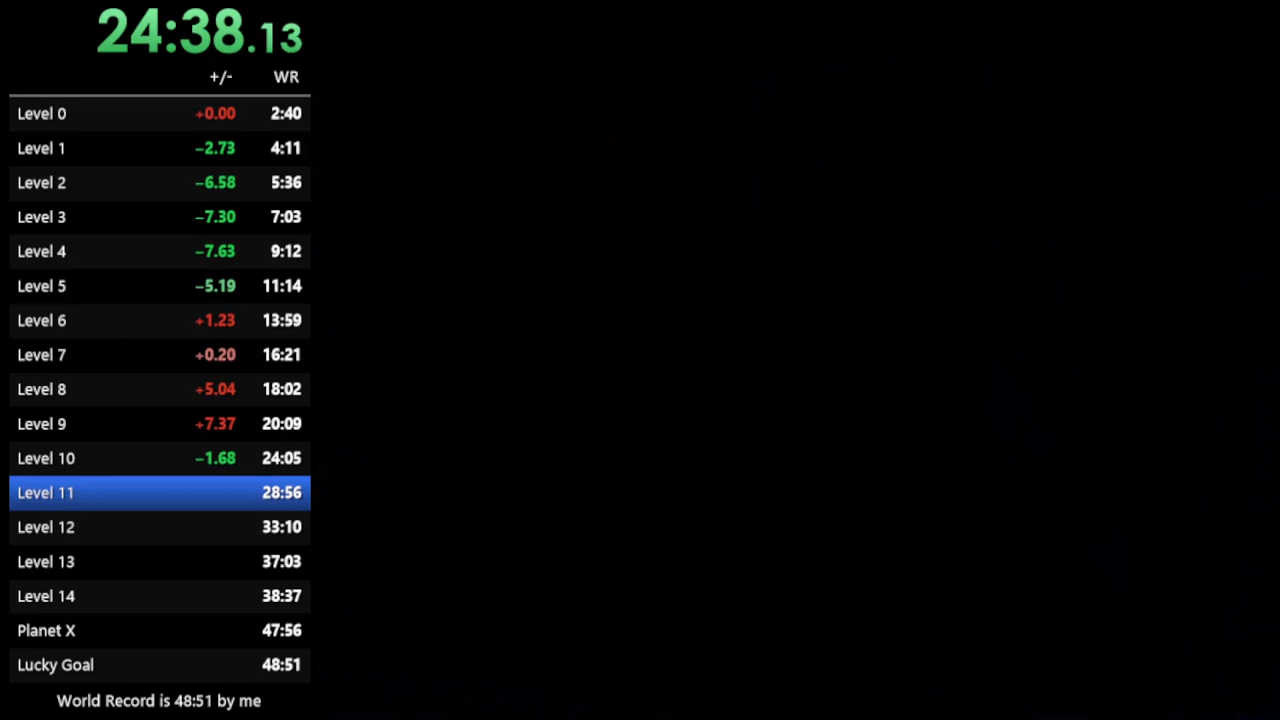 24:38.13
+/- WR
Level 0 +0.00 2:40
Level 1 −2.73 4:11
Level 2 −6.58 5:36
Level 3 −7.30 7:03
Level 4 −7.63 9:12
Level 5 −5.19 11:14
Level 6 +1.23 13:59
Level 7 +0.20 16:21
Level 8 +5.04 18:02
Level 9 +7.37 20:09
Level 10 −1.68 24:05
Level 11 28:56
Level 12 33:10
Level 13 37:03
Level 14 38:37
Planet X 47:56
Lucky Goal 48:51
World Record is 48:51 by me